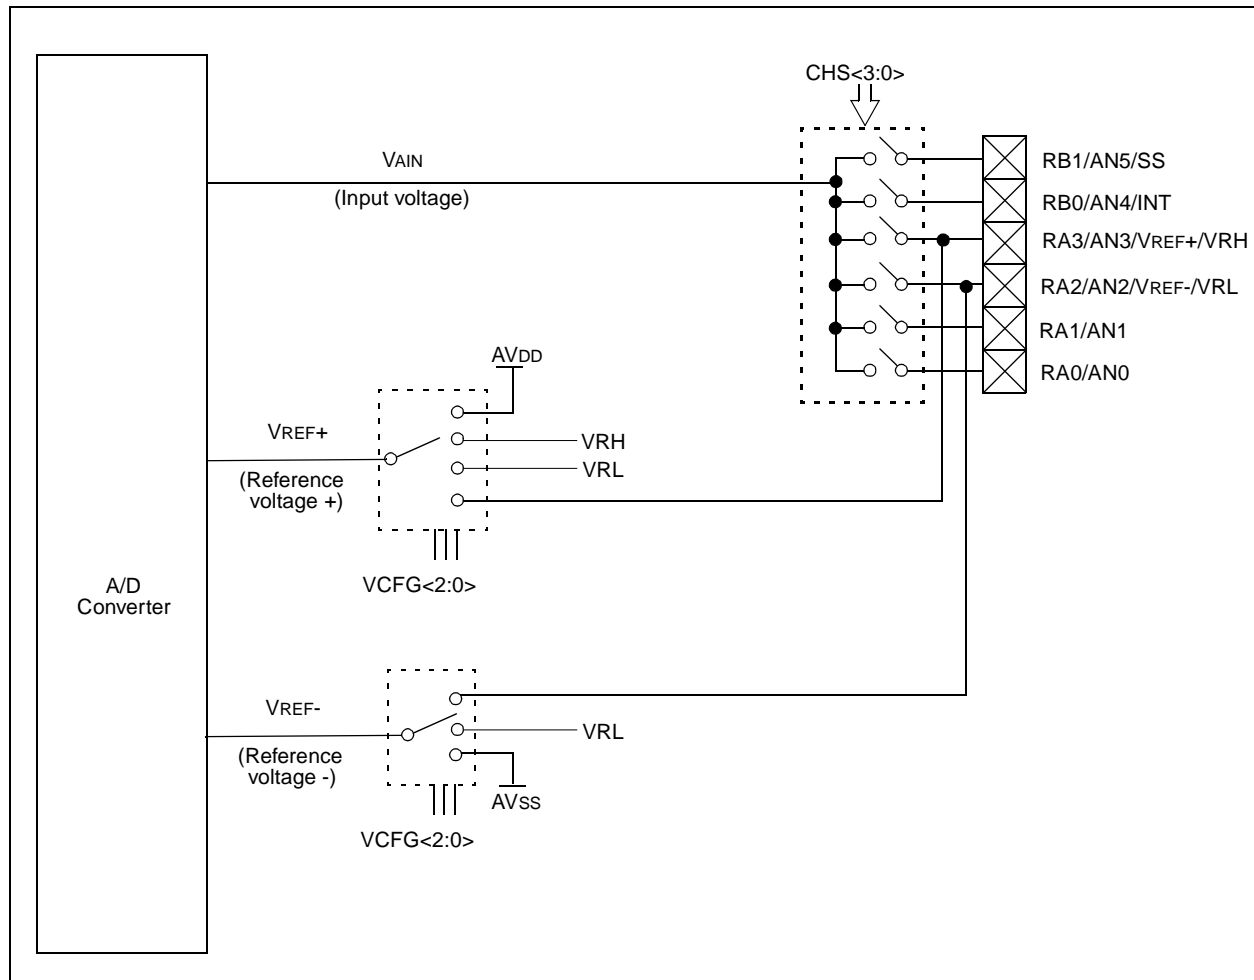 CHS<3:0>
VAIN
(Input voltage)
RB1/AN5/SS
RB0/AN4/INT
RA3/AN3/VREF+/VRH
RA2/AN2/VREF-/VRL
RA1/AN1
RA0/AN0
AVDD
VREF+
(Reference
voltage +)
VRH
VRL
VCFG<2:0>
A/D
Converter
VREF-
(Reference
voltage -)
VRL
AVSS
VCFG<2:0>